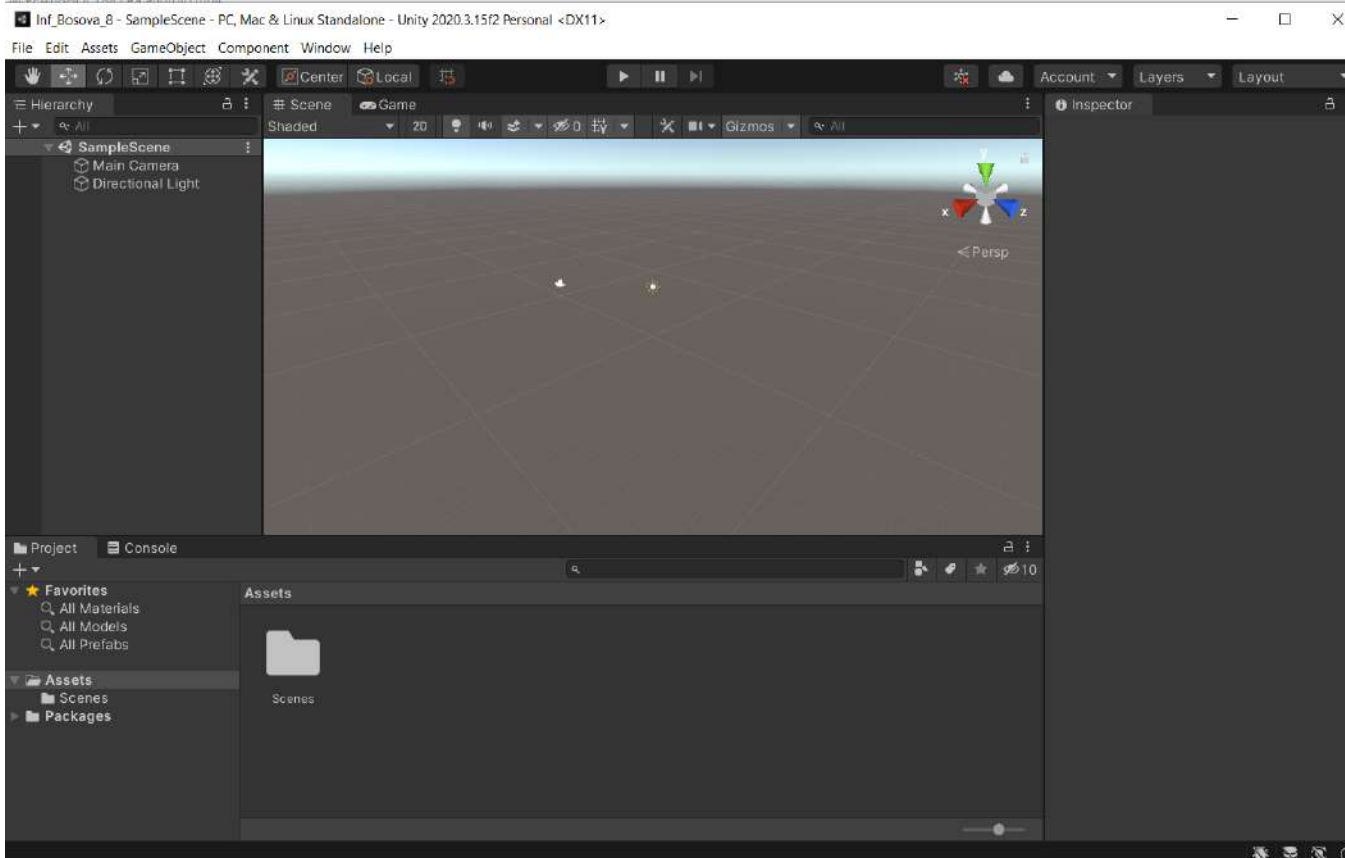 Inf_Bosova_8 - SampleScene - PC, Mac & Linux Standalone - Unity 2020.3.15f2 Personal <DX11>
File Edit Assets GameObject Component Window Help
Center Local Account Layers Layout
Hierarchy
All
SampleScene
Main Camera
Directional Light
Scene Game
Shaded 2D 0 Gizmos All
y
x z
Persp
Inspector
Project Console
10
Favorites
All Materials
All Models
All Prefabs
Assets
Scenes
Packages
Assets
Scenes